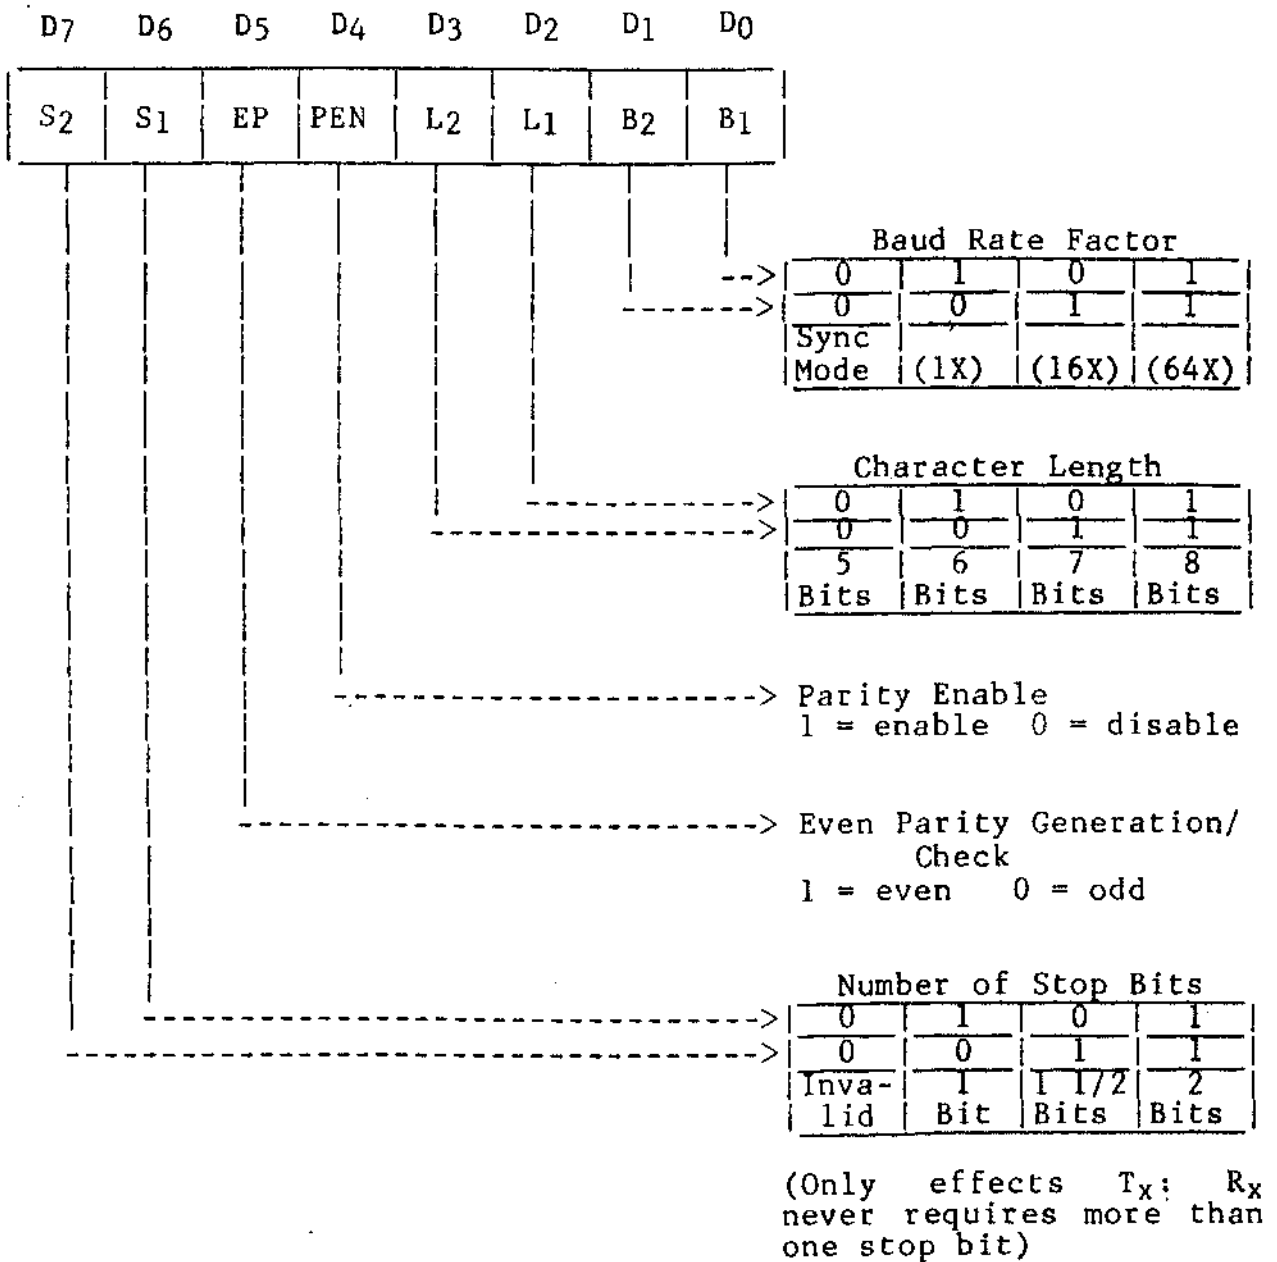 D7 D6 D5 D4 D3 D2 D1 D0
S2 S1 EP PEN L2 L1 B2 B1
Baud Rate Factor
0 1 0 1
0 0 1 1
Sync
Mode (1X) (16X) (64X)
Character Length
0 1 0 1
0 0 1 1
5 6 7 8
Bits Bits Bits Bits
Parity Enable
1 = enable 0 = disable
Even Parity Generation/
Check
1 = even 0 = odd
Number of Stop Bits
0 1 0 1
0 0 1 1
Inva- 1 1 1/2 2
lid Bit Bits Bits
(Only effects Tx: Rx
never requires more than
one stop bit)